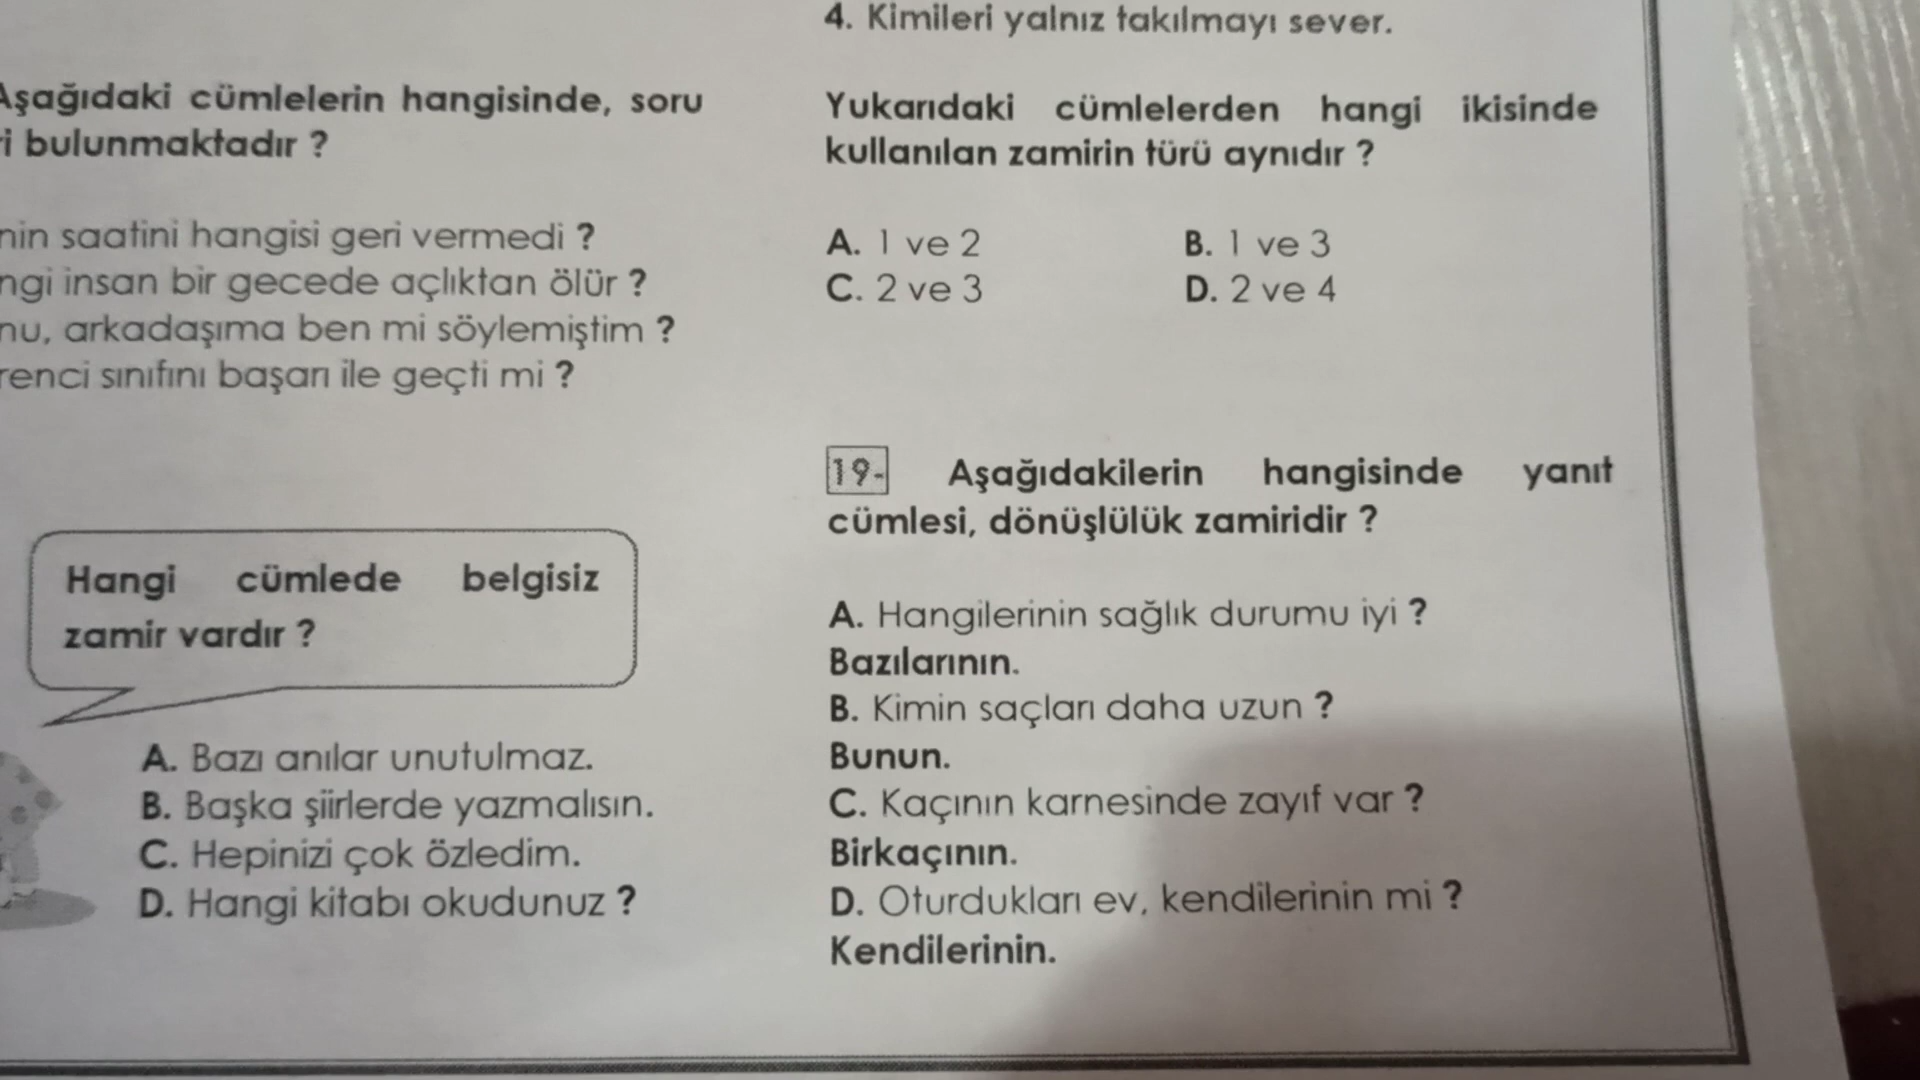 Aşağıdaki cümlelerin hangisinde, soru
bulunmaktadır ?
saatini hangisi geri vermedi ?
insan bir gecede açlıktan ölür ?
arkadaşıma ben mi söylemiştim ?
sınıfını başarı ile geçti mi ?
Hangi cümlede belgisiz
zamir vardır ?
A. Bazı anılar unutulmaz.
B. Başka şiirlerde yazmalısın.
C. Hepinizi çok özledim.
D. Hangi kitabı okudunuz ?
4. Kimileri yalnız takılmayı sever.
Yukarıdaki cümlelerden hangi ikisinde
kullanılan zamirin türü aynıdır ?
A. 1 ve 2 B. 1 ve 3
C. 2 ve 3 D. 2 ve 4
19- Aşağıdakilerin hangisinde yanıt
cümlesi, dönüşlülük zamiridir ?
A. Hangilerinin sağlık durumu iyi ?
Bazılarının.
B. Kimin saçları daha uzun ?
Bunun.
C. Kaçının karnesinde zayıf var ?
Birkaçının.
D. Oturdukları ev, kendilerinin mi ?
Kendilerinin.